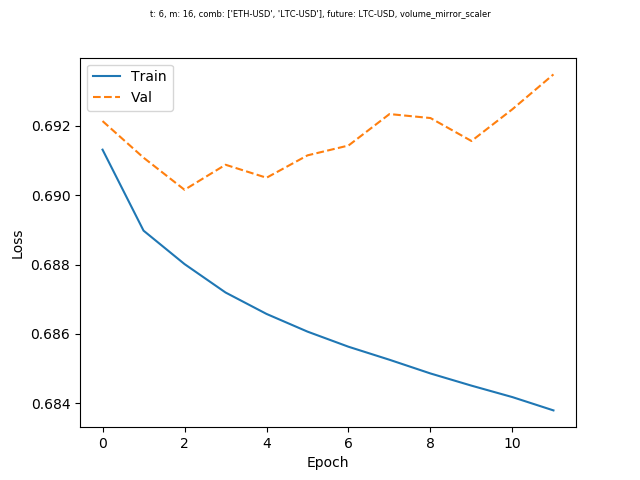 t: 6, m: 16, comb: ['ETH-USD', 'LTC-USD'], future: LTC-USD, volume_mirror_scaler
Train
Val
0.692
0.690
0.688
0.686
0.684
Loss
0 2 4 6 8 10
Epoch